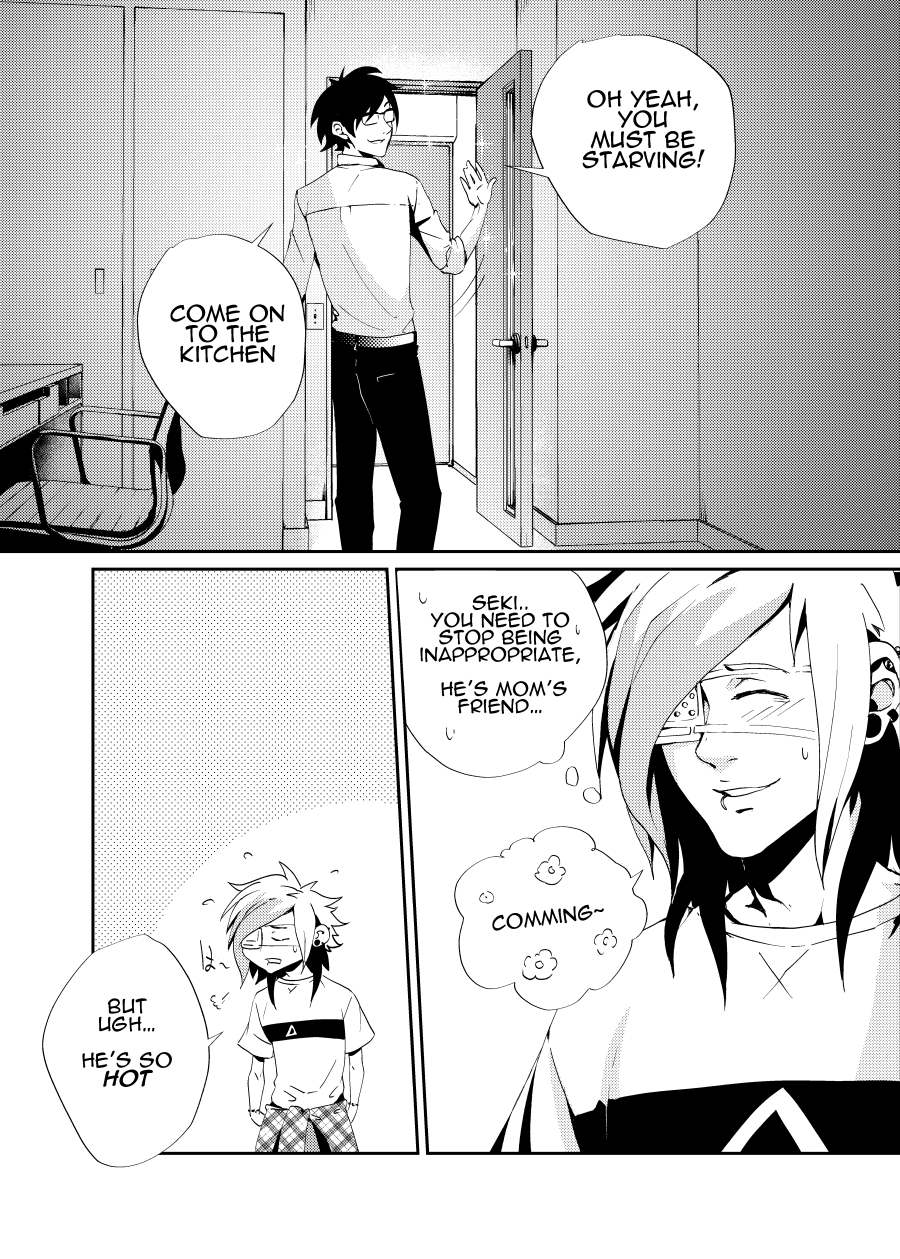 OH YEAH,
YOU
MUST BE
STARVING!
COME ON
TO THE
KITCHEN
SEKI..
YOU NEED TO
STOP BEING
INAPPROPRIATE,
HE'S MOM'S
FRIEND...
COMMING~
BUT
UGH...
HE'S SO
HOT